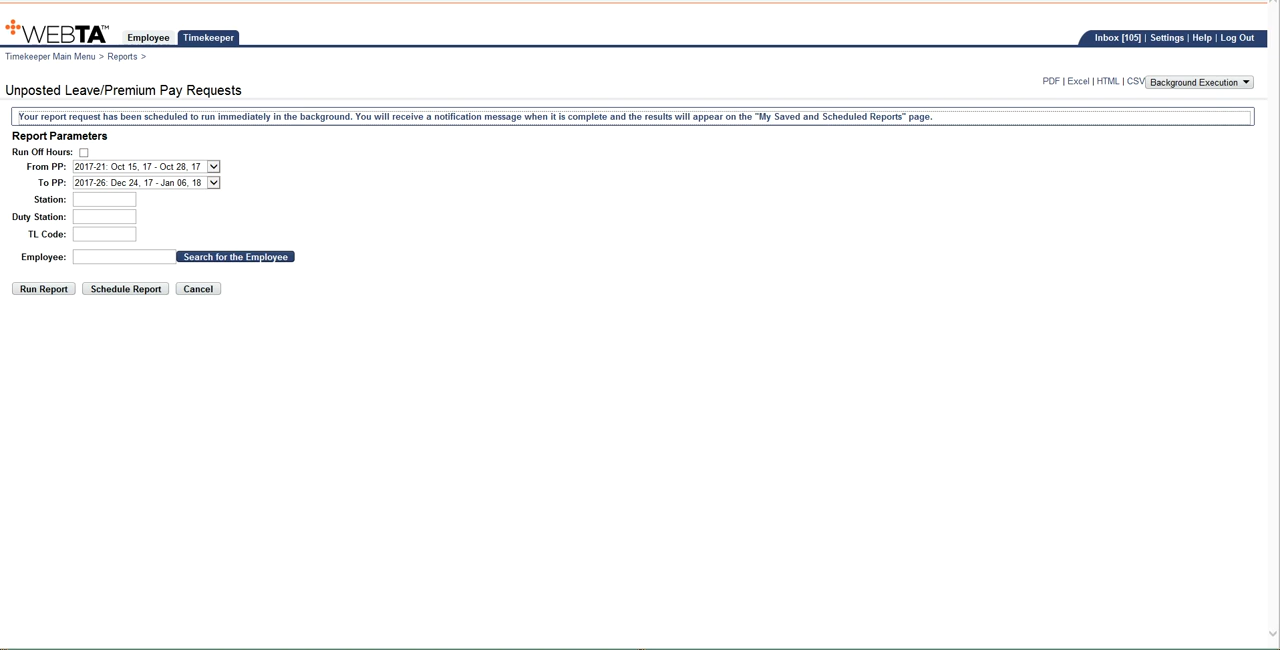 WEBTA™
Employee Timekeeper
Inbox [105] | Settings | Help | Log Out
Timekeeper Main Menu > Reports >
Unposted Leave/Premium Pay Requests
PDF | Excel | HTML | CSV Background Execution
Your report request has been scheduled to run immediately in the background. You will receive a notification message when it is complete and the results will appear on the "My Saved and Scheduled Reports" page.
Report Parameters
Run Off Hours:
From PP: 2017-21: Oct 15, 17 - Oct 28, 17
To PP: 2017-26: Dec 24, 17 - Jan 06, 18
Station:
Duty Station:
TL Code:
Employee: Search for the Employee
Run Report Schedule Report Cancel